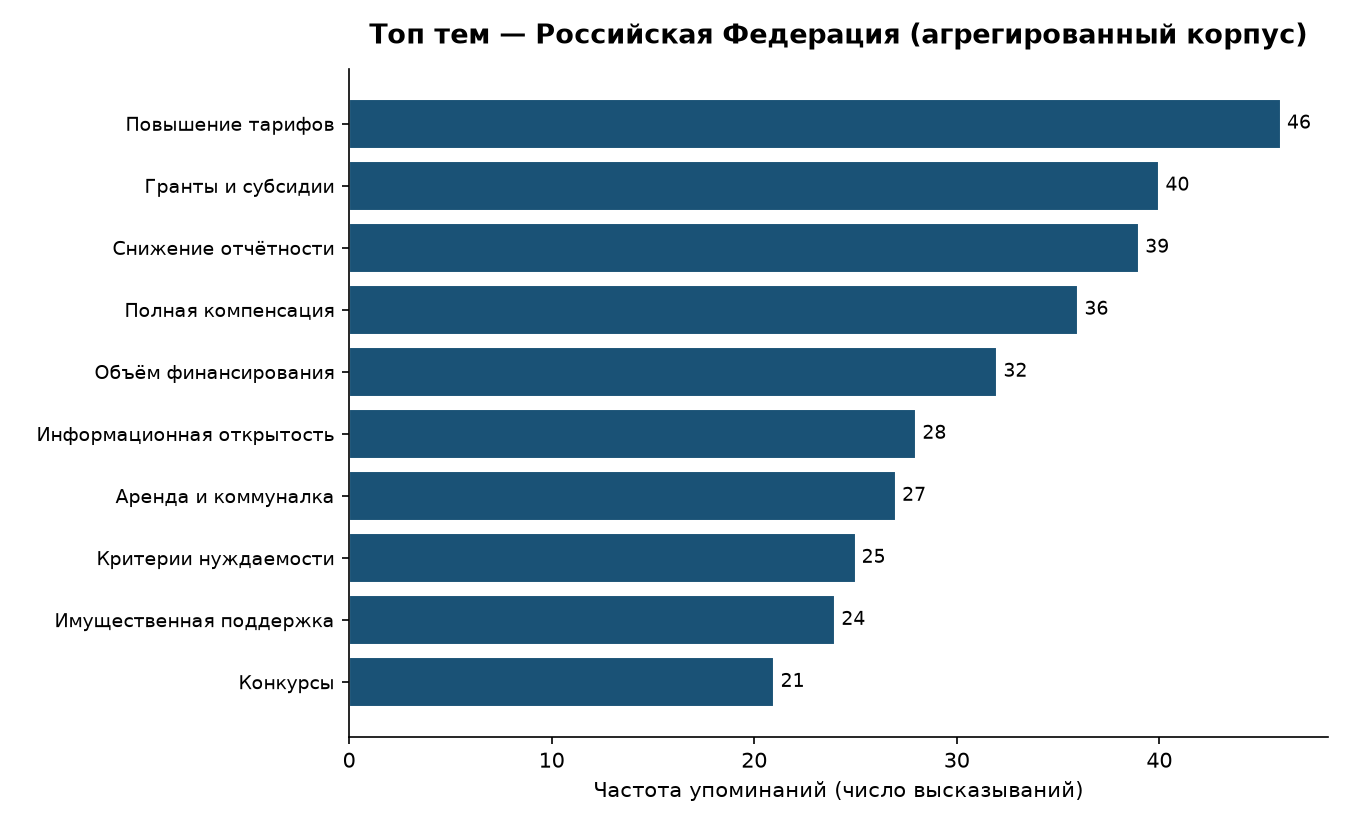 Топ тем — Российская Федерация (агрегированный корпус)
Повышение тарифов 46
Гранты и субсидии 40
Снижение отчётности 39
Полная компенсация 36
Объём финансирования 32
Информационная открытость 28
Аренда и коммуналка 27
Критерии нуждаемости 25
Имущественная поддержка 24
Конкурсы 21
0 10 20 30 40
Частота упоминаний (число высказываний)